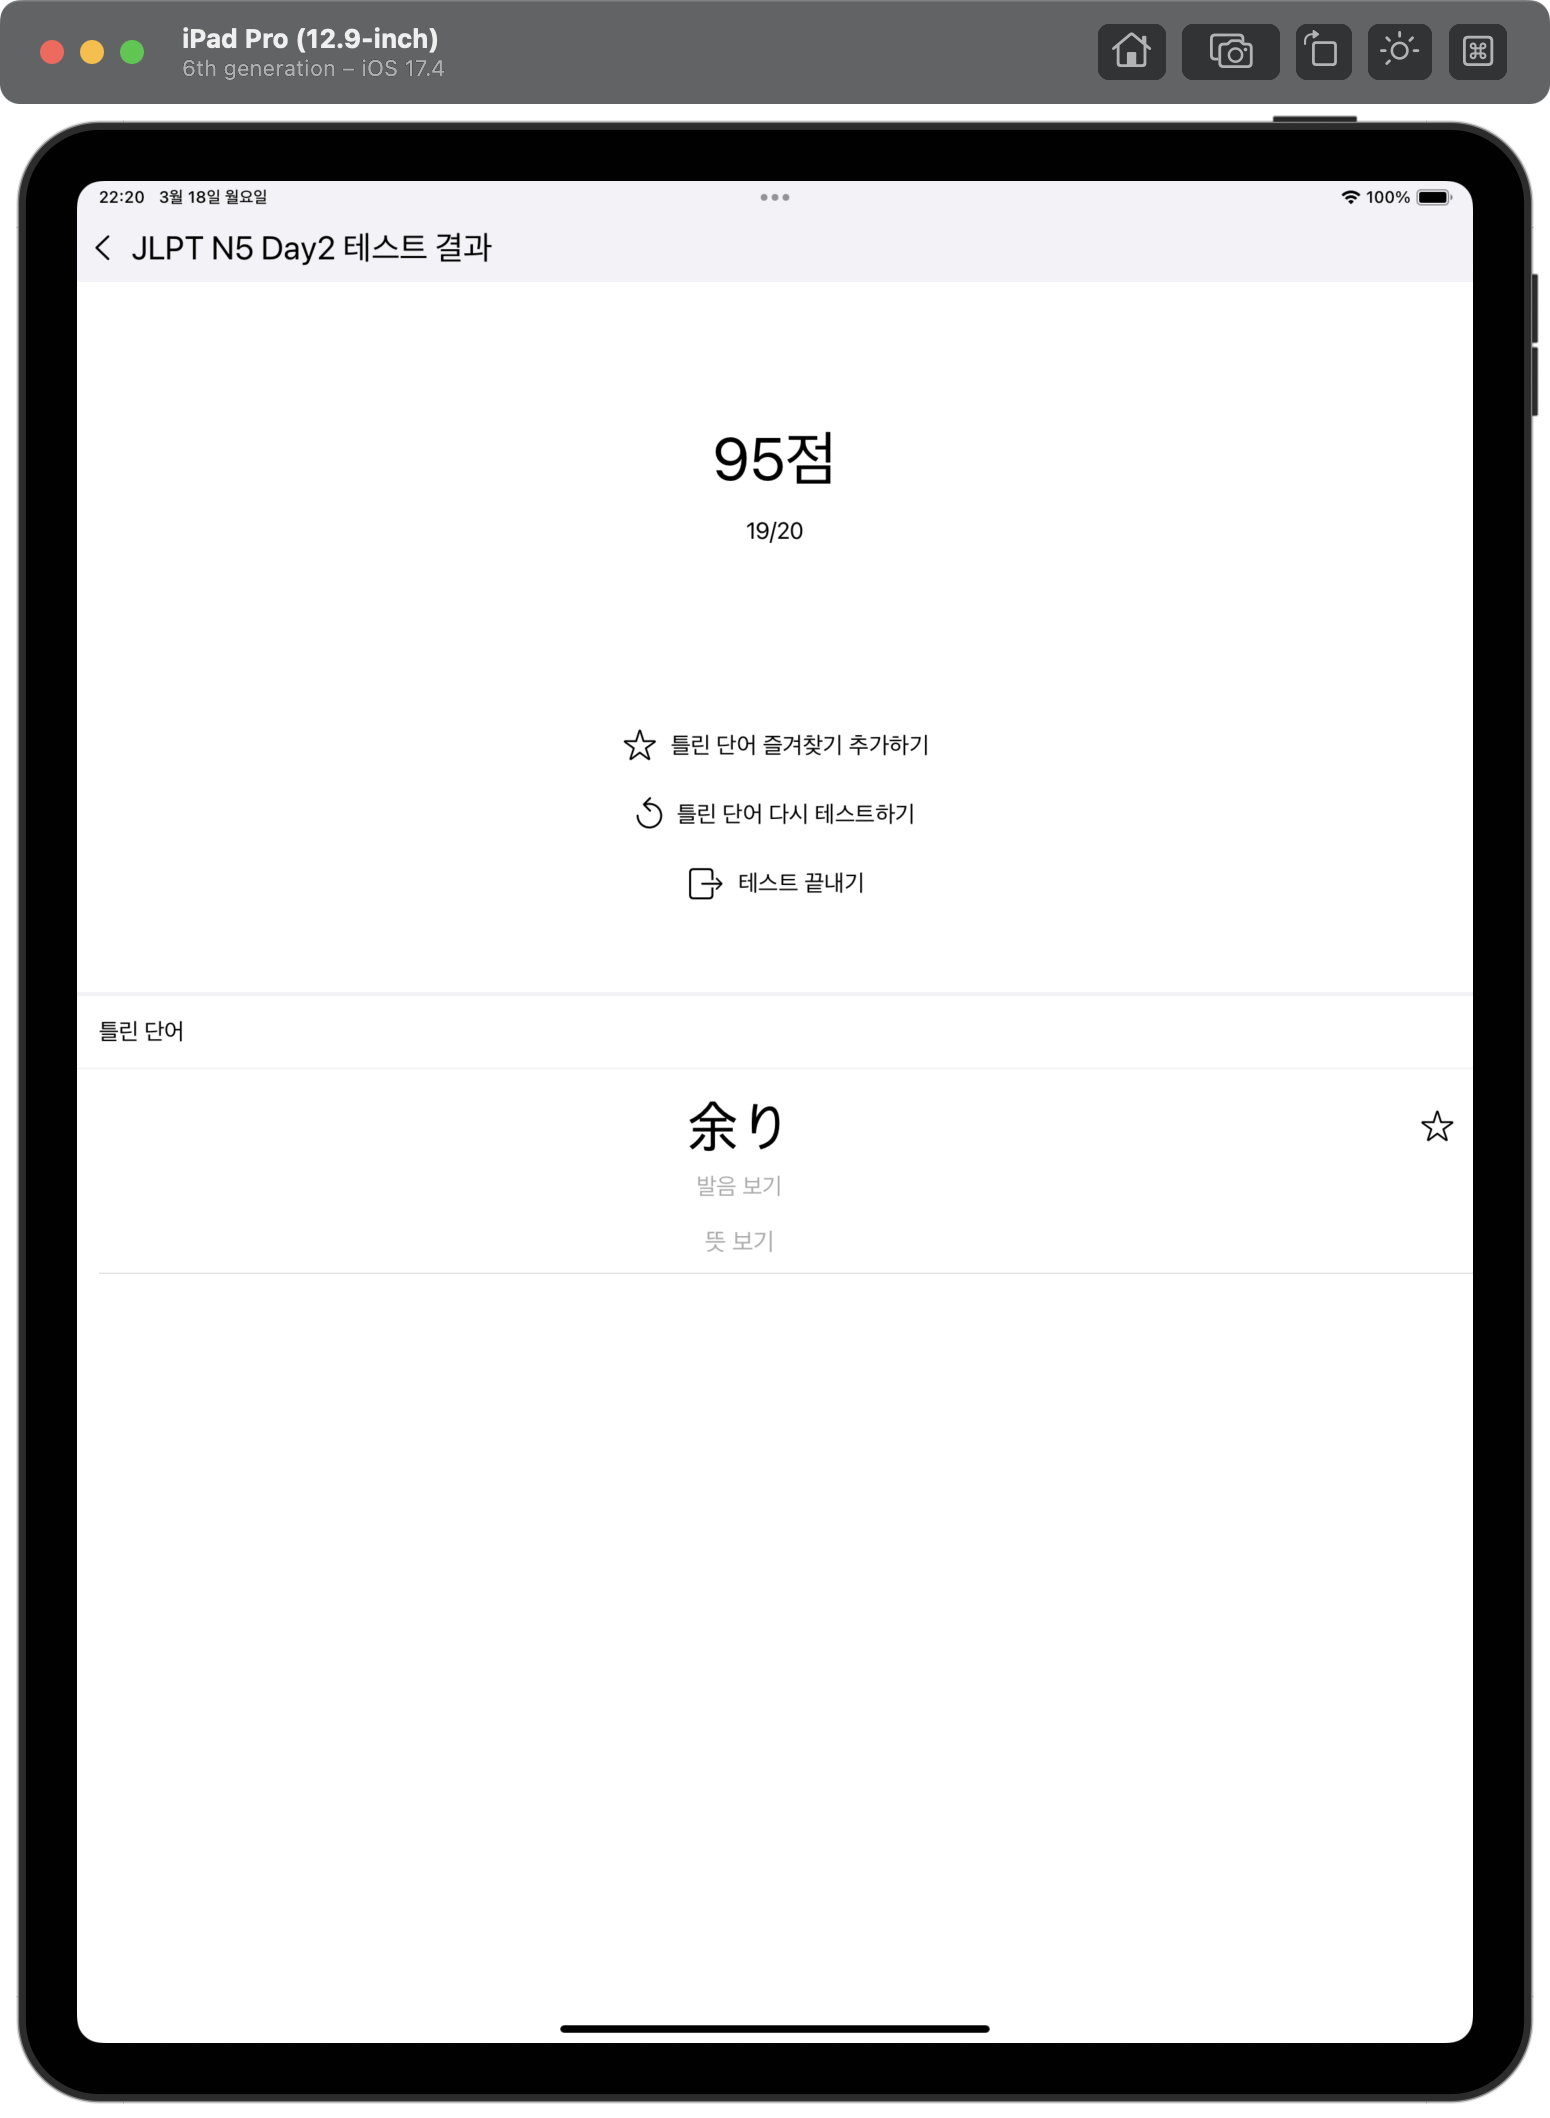 iPad Pro (12.9-inch)
6th generation – iOS 17.4
22:20 3월 18일 월요일
100%
JLPT N5 Day2 테스트 결과
95점
19/20
틀린 단어 즐겨찾기 추가하기
틀린 단어 다시 테스트하기
테스트 끝내기
틀린 단어
余り
발음 보기
뜻 보기